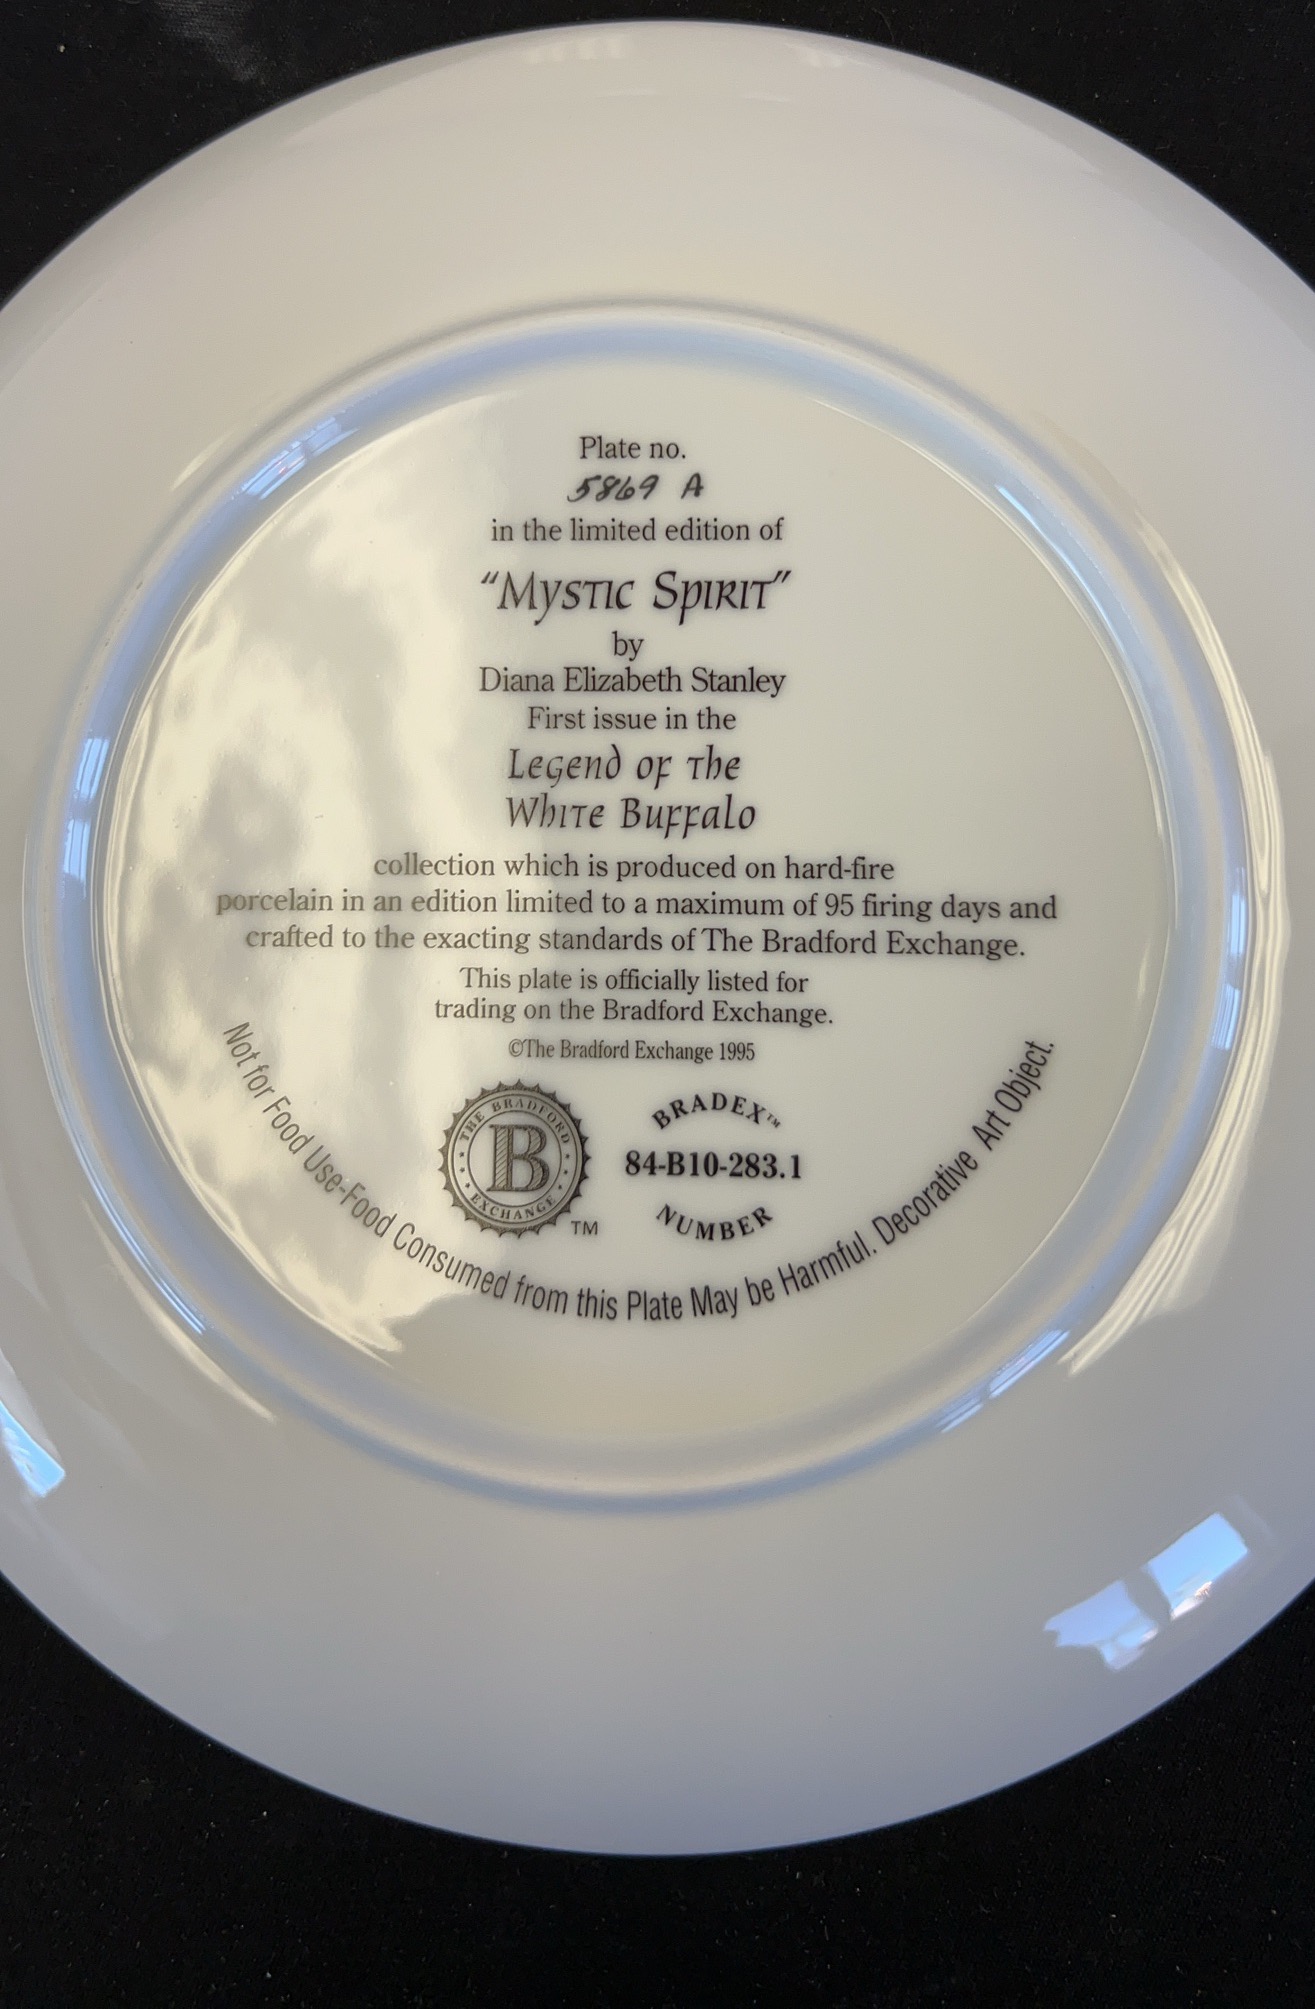 Plate no.
5869 A
in the limited edition of
“Mystic Spirit”
by
Diana Elizabeth Stanley
First issue in the
Legend of the
White Buffalo
collection which is produced on hard-fire
porcelain in an edition limited to a maximum of 95 firing days and
crafted to the exacting standards of The Bradford Exchange.
This plate is officially listed for
trading on the Bradford Exchange.
©The Bradford Exchange 1995
THE BRADFORD
B
EXCHANGE
TM
BRADEX™
84-B10-283.1
NUMBER
Not for Food Use-Food Consumed from this Plate May be Harmful. Decorative Art Object.